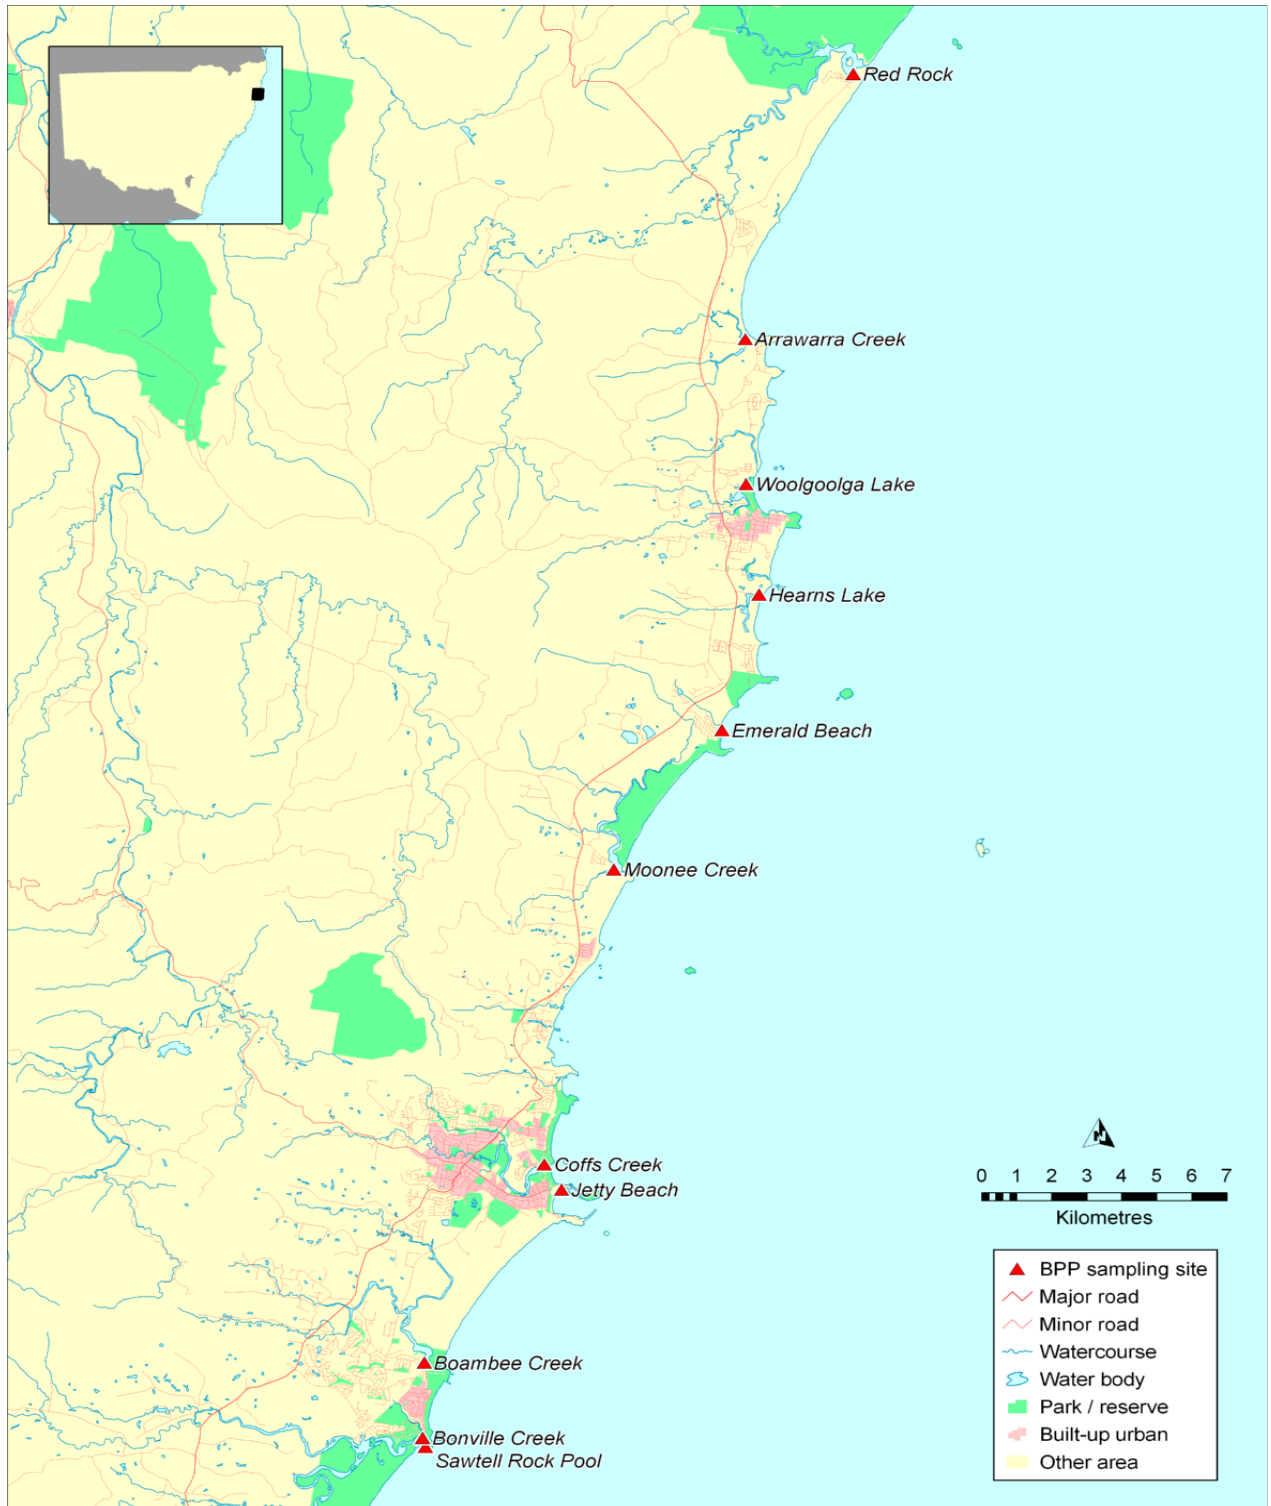 Red Rock
Arrawarra Creek
Woolgoolga Lake
Hearns Lake
Emerald Beach
Moonee Creek
Coffs Creek
Jetty Beach
Boambee Creek
Bonville Creek
Sawtell Rock Pool
N
0 1 2 3 4 5 6 7
Kilometres
BPP sampling site
Major road
Minor road
Watercourse
Water body
Park / reserve
Built-up urban
Other area